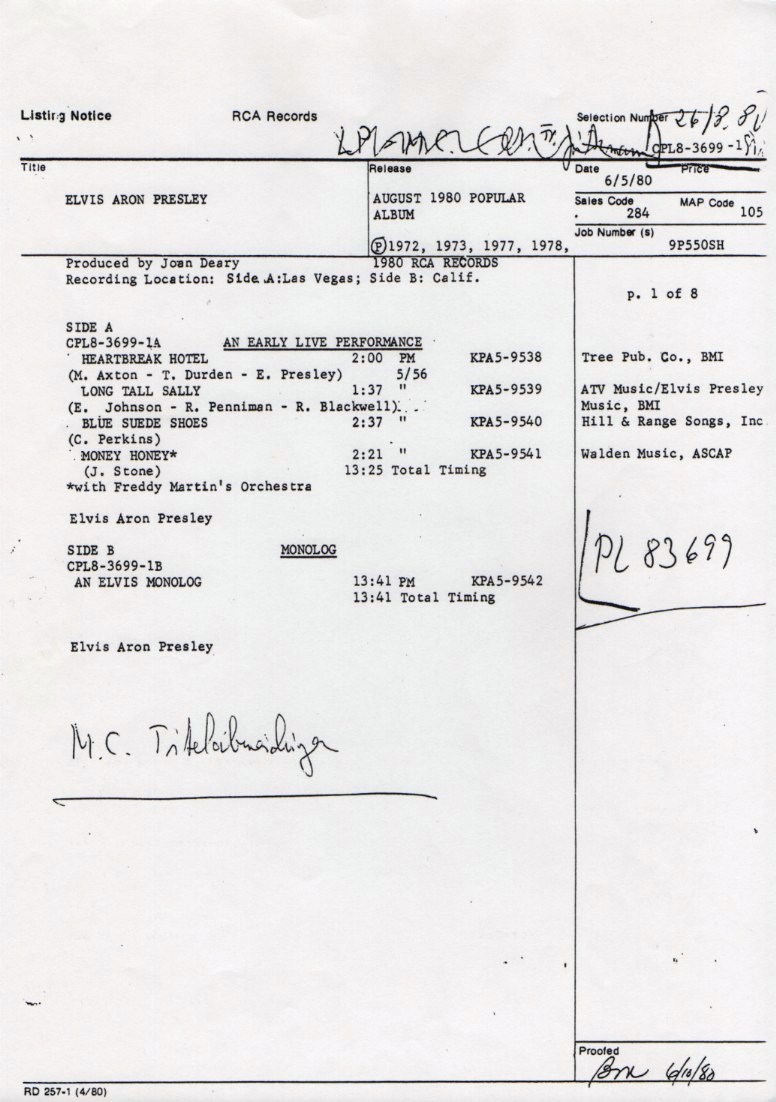 Listing Notice RCA Records Selection Number 26/8.80
CPL8-3699 -1
Title Release Date Price
6/5/80
ELVIS ARON PRESLEY AUGUST 1980 POPULAR Sales Code MAP Code
ALBUM . 284 105
Job Number (s)
Ⓟ1972, 1973, 1977, 1978, 9P550SH
Produced by Joan Deary 1980 RCA RECORDS
Recording Location: Side A:Las Vegas; Side B: Calif.
p. 1 of 8
SIDE A
CPL8-3699-1A AN EARLY LIVE PERFORMANCE
HEARTBREAK HOTEL 2:00 PM KPA5-9538 Tree Pub. Co., BMI
(M. Axton - T. Durden - E. Presley) 5/56
LONG TALL SALLY 1:37 " KPA5-9539 ATV Music/Elvis Presley
(E. Johnson - R. Penniman - R. Blackwell) Music, BMI
BLUE SUEDE SHOES 2:37 " KPA5-9540 Hill & Range Songs, Inc
(C. Perkins)
MONEY HONEY* 2:21 " KPA5-9541 Walden Music, ASCAP
(J. Stone) 13:25 Total Timing
*with Freddy Martin's Orchestra
Elvis Aron Presley
SIDE B MONOLOG
PL 83699
CPL8-3699-1B
AN ELVIS MONOLOG 13:41 PM KPA5-9542
13:41 Total Timing
Elvis Aron Presley
M.C.
Proofed
6/10/80
RD 257-1 (4/80)